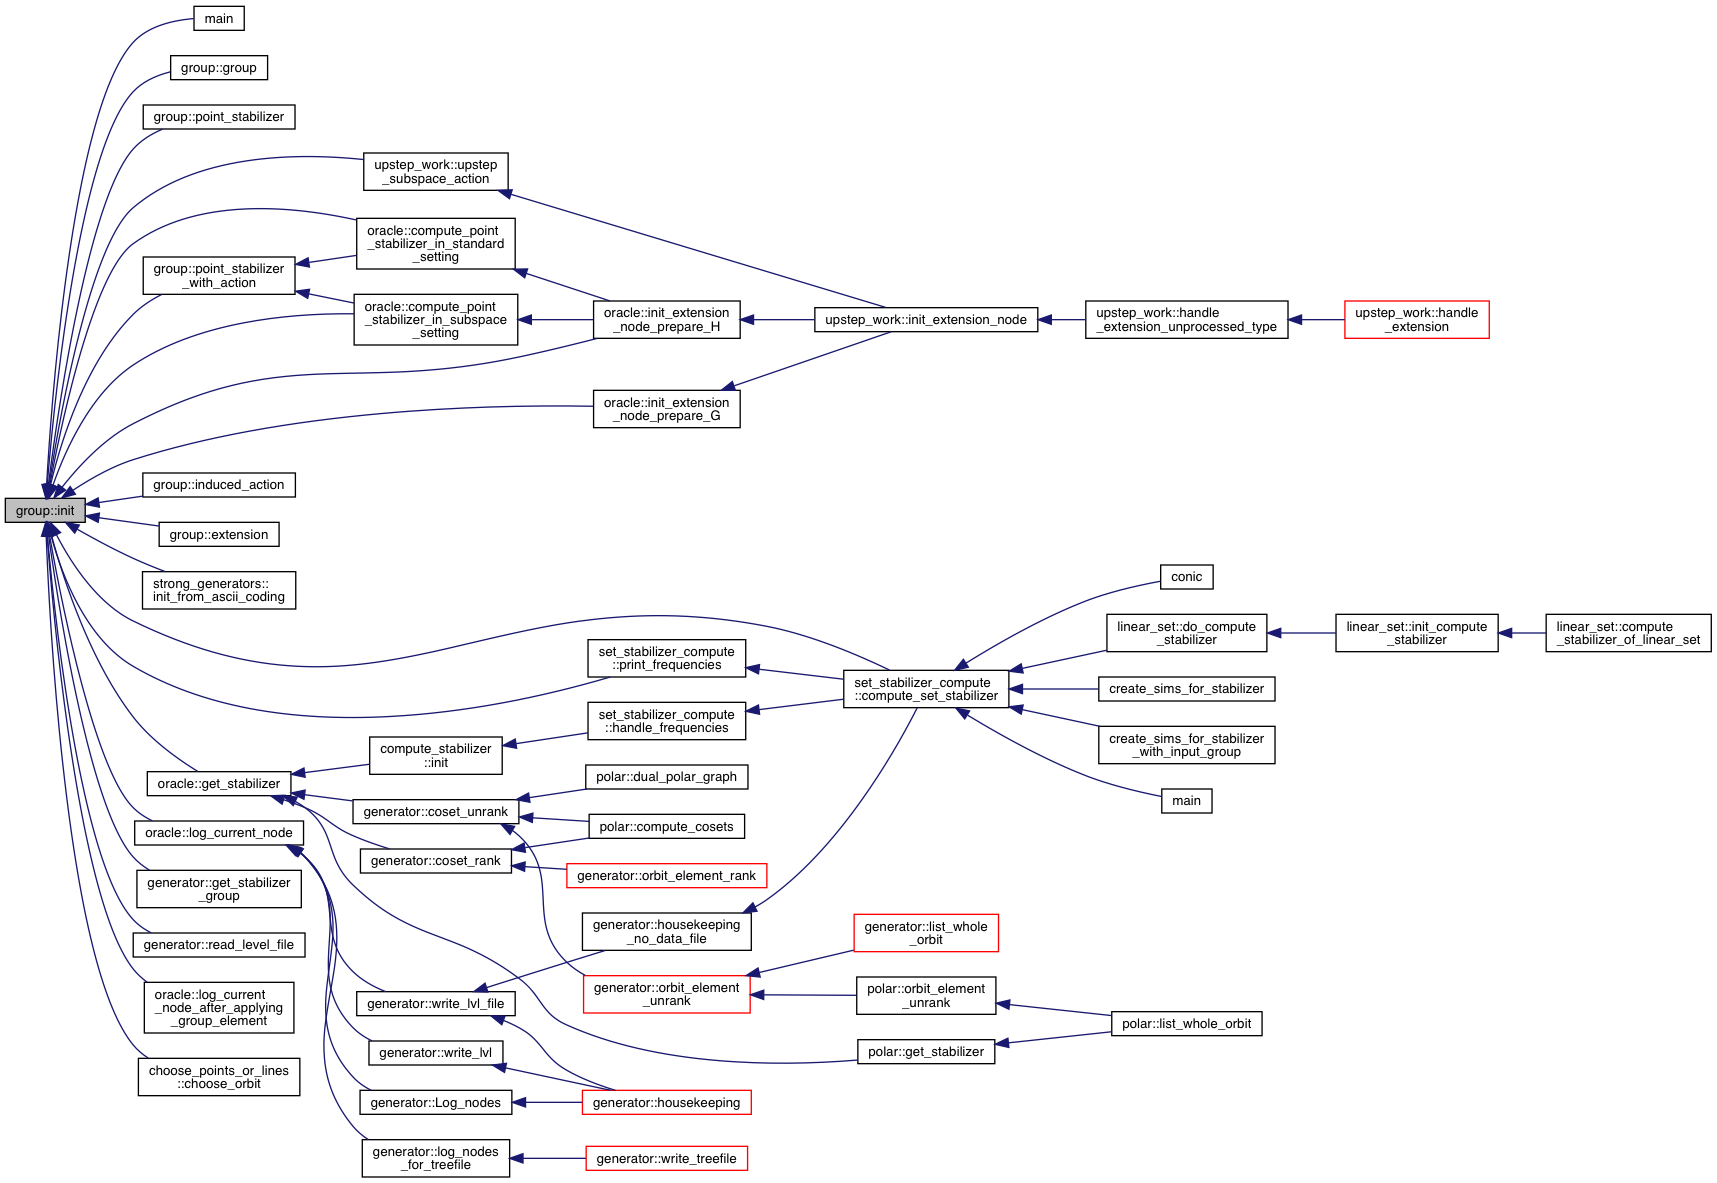 main
group::group
group::point_stabilizer
upstep_work::upstep
_subspace_action
oracle::compute_point
_stabilizer_in_standard
_setting
group::point_stabilizer
_with_action
oracle::compute_point
_stabilizer_in_subspace
_setting
oracle::init_extension
_node_prepare_H
upstep_work::init_extension_node
upstep_work::handle
_extension_unprocessed_type
upstep_work::handle
_extension
oracle::init_extension
_node_prepare_G
group::induced_action
group::init
group::extension
strong_generators::
init_from_ascii_coding
conic
linear_set::do_compute
_stabilizer
linear_set::init_compute
_stabilizer
linear_set::compute
_stabilizer_of_linear_set
set_stabilizer_compute
::print_frequencies
set_stabilizer_compute
::compute_set_stabilizer
create_sims_for_stabilizer
set_stabilizer_compute
::handle_frequencies
create_sims_for_stabilizer
_with_input_group
compute_stabilizer
::init
oracle::get_stabilizer
polar::dual_polar_graph
main
generator::coset_unrank
polar::compute_cosets
oracle::log_current_node
generator::coset_rank
generator::orbit_element_rank
generator::get_stabilizer
_group
generator::housekeeping
_no_data_file
generator::list_whole
_orbit
generator::read_level_file
generator::orbit_element
_unrank
polar::orbit_element
_unrank
oracle::log_current
_node_after_applying
_group_element
generator::write_lvl_file
polar::list_whole_orbit
generator::write_lvl
polar::get_stabilizer
choose_points_or_lines
::choose_orbit
generator::Log_nodes
generator::housekeeping
generator::log_nodes
_for_treefile
generator::write_treefile